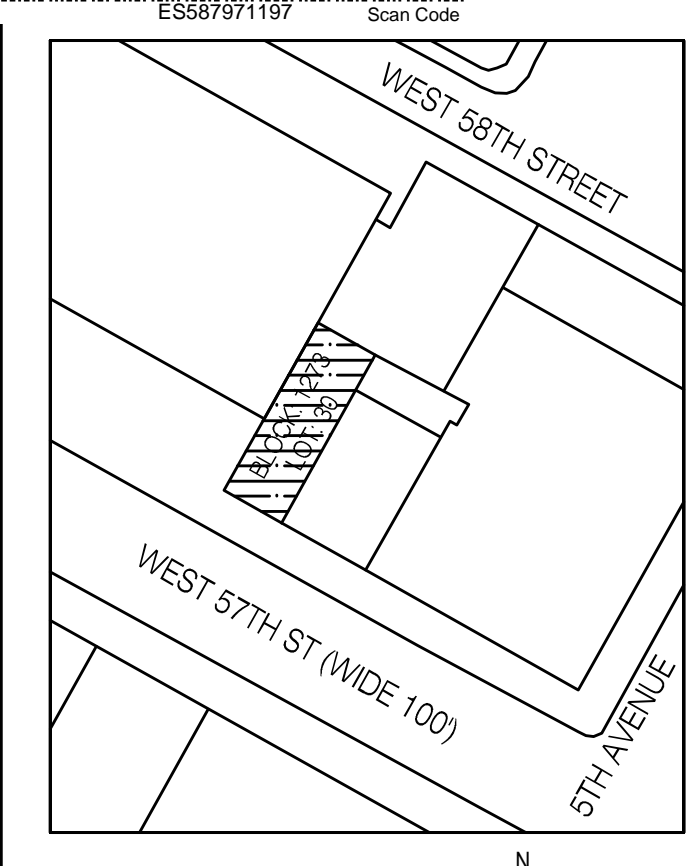 ES587971197
Scan Code
WEST 58TH STREET
BLOCK: 1273
LOT: 30
WEST 57TH ST (WIDE 100')
5TH AVENUE
N